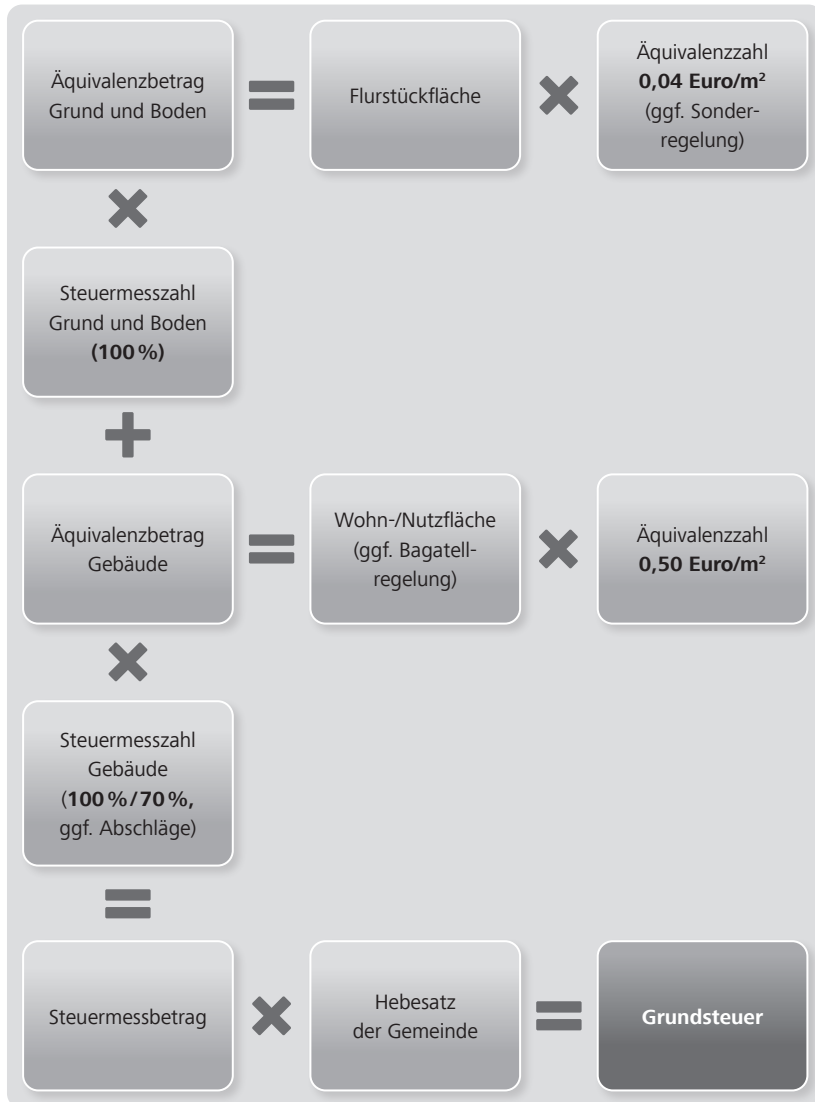 Äquivalenzbetrag
Grund und Boden
=
Flurstückfläche
×
Äquivalenzzahl
0,04 Euro/m²
(ggf. Sonder-
regelung)
×
Steuermesszahl
Grund und Boden
(100 %)
+
Äquivalenzbetrag
Gebäude
=
Wohn-/Nutzfläche
(ggf. Bagatell-
regelung)
×
Äquivalenzzahl
0,50 Euro/m²
×
Steuermesszahl
Gebäude
(100 % / 70 %,
ggf. Abschläge)
=
Steuermessbetrag
×
Hebesatz
der Gemeinde
=
Grundsteuer